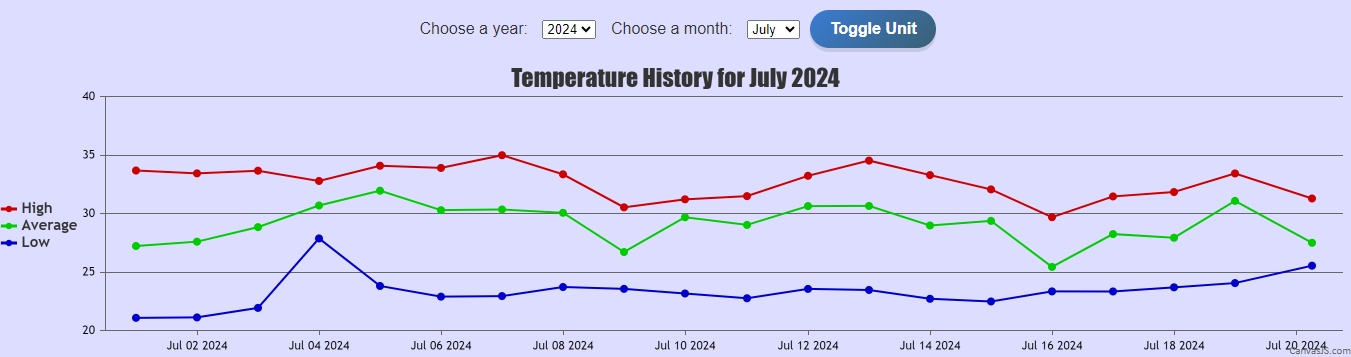 Choose a year: 2024 Choose a month: July Toggle Unit
Temperature History for July 2024
40
35
30
25
20
High
Average
Low
Jul 02 2024 Jul 04 2024 Jul 06 2024 Jul 08 2024 Jul 10 2024 Jul 12 2024 Jul 14 2024 Jul 16 2024 Jul 18 2024 Jul 20 2024
CanvasJS.com